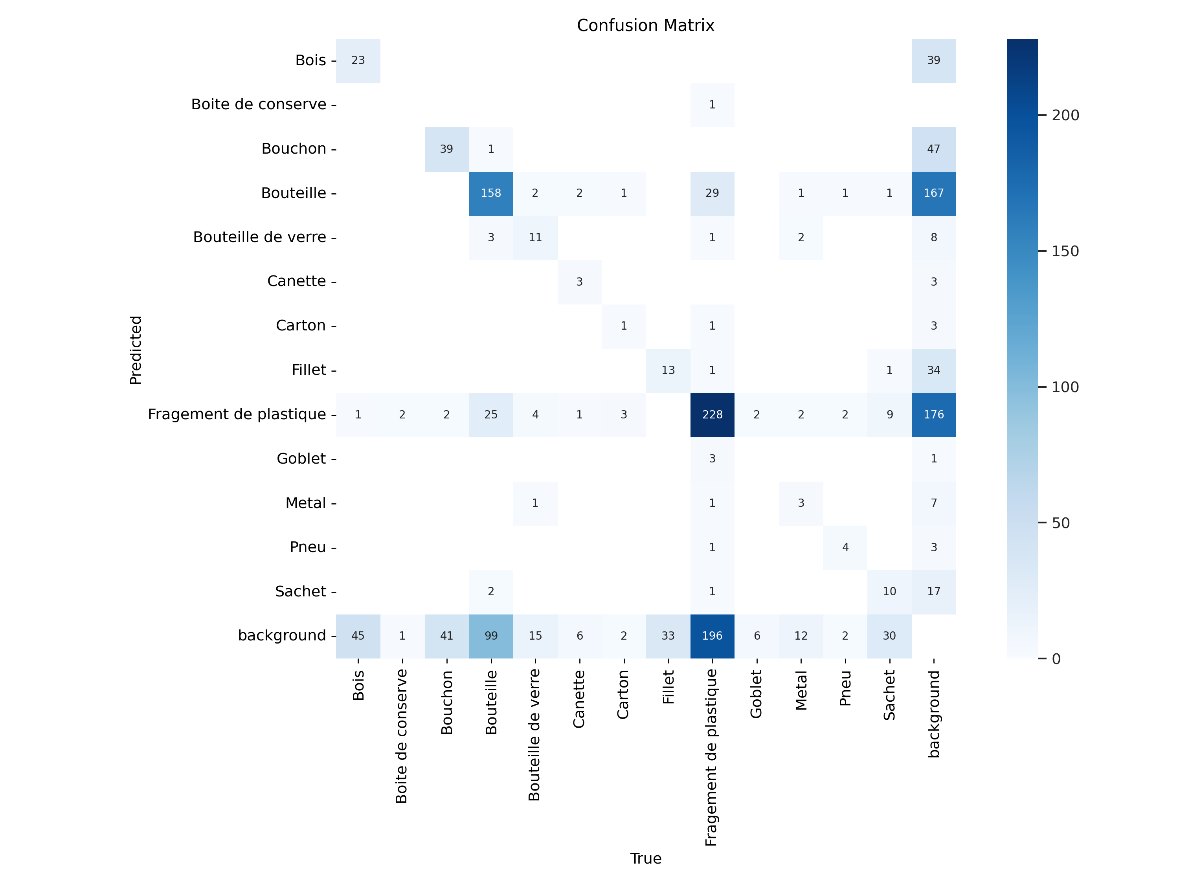 Confusion Matrix
Bois 23 39
Boite de conserve 1
Bouchon 39 1 47
Bouteille 158 2 2 1 29 1 1 1 167
Bouteille de verre 3 11 1 2 8
Canette 3 3
Carton 1 1 3
Fillet 13 1 1 34
Fragement de plastique 1 2 2 25 4 1 3 228 2 2 2 9 176
Goblet 3 1
Metal 1 1 3 7
Pneu 1 4 3
Sachet 2 1 10 17
background 45 1 41 99 15 6 2 33 196 6 12 2 30
Predicted
Bois
Boite de conserve
Bouchon
Bouteille
Bouteille de verre
Canette
Carton
Fillet
Fragement de plastique
Goblet
Metal
Pneu
Sachet
background
True
200
150
100
50
0